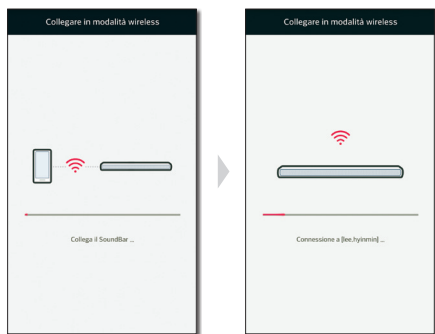 Collegare in modalità wireless
Collega il SoundBar ...
Collegare in modalità wireless
Connessione a [lee.hyinmin] ...